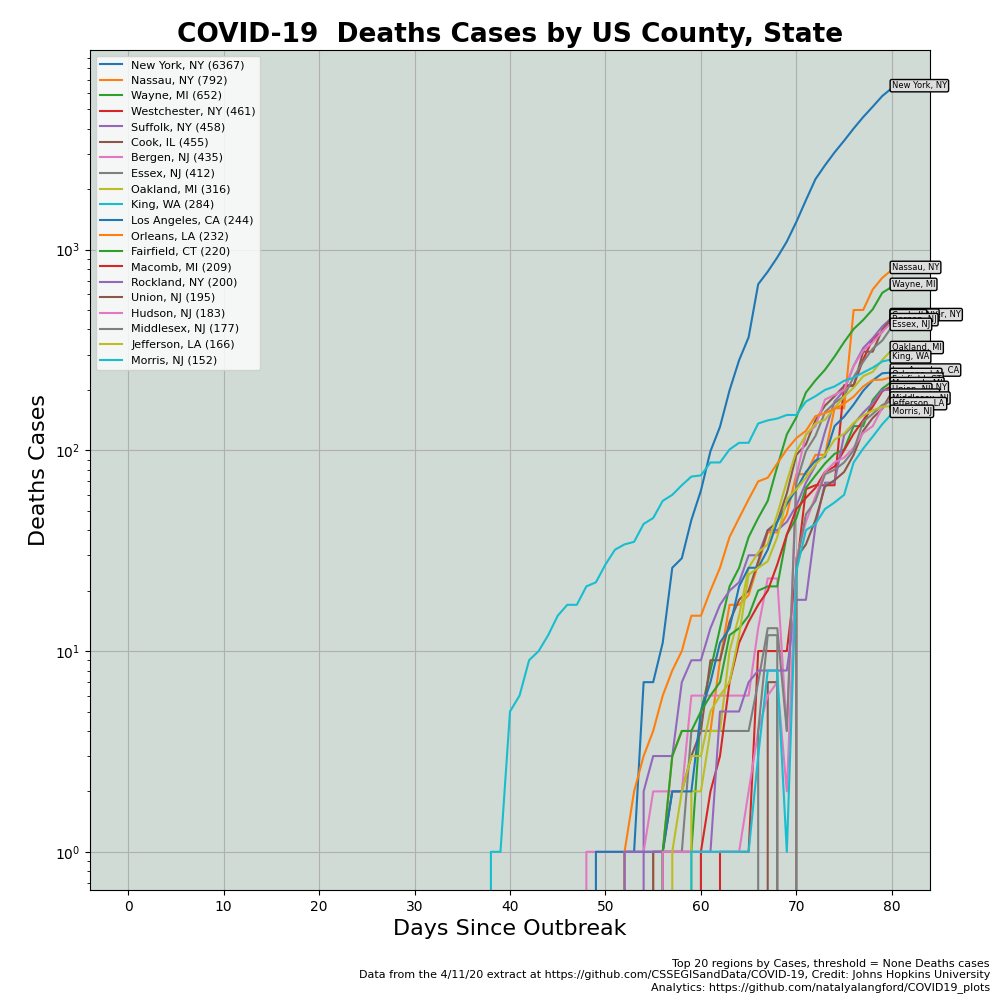 COVID-19  Deaths Cases by US County, State
New York, NY (6367)
Nassau, NY (792)
Wayne, MI (652)
Westchester, NY (461)
Suffolk, NY (458)
Cook, IL (455)
Bergen, NJ (435)
Essex, NJ (412)
Oakland, MI (316)
King, WA (284)
Los Angeles, CA (244)
Orleans, LA (232)
Fairfield, CT (220)
Macomb, MI (209)
Rockland, NY (200)
Union, NJ (195)
Hudson, NJ (183)
Middlesex, NJ (177)
Jefferson, LA (166)
Morris, NJ (152)
New York, NY
Nassau, NY
Wayne, MI
Essex, NJ
Oakland, MI
King, WA
Jefferson, LA
Morris, NJ
Deaths Cases
10³
10²
10¹
10⁰
0 10 20 30 40 50 60 70 80
Days Since Outbreak
Top 20 regions by Cases, threshold = None Deaths cases
Data from the 4/11/20 extract at https://github.com/CSSEGISandData/COVID-19, Credit: Johns Hopkins University
Analytics: https://github.com/natalyalangford/COVID19_plots